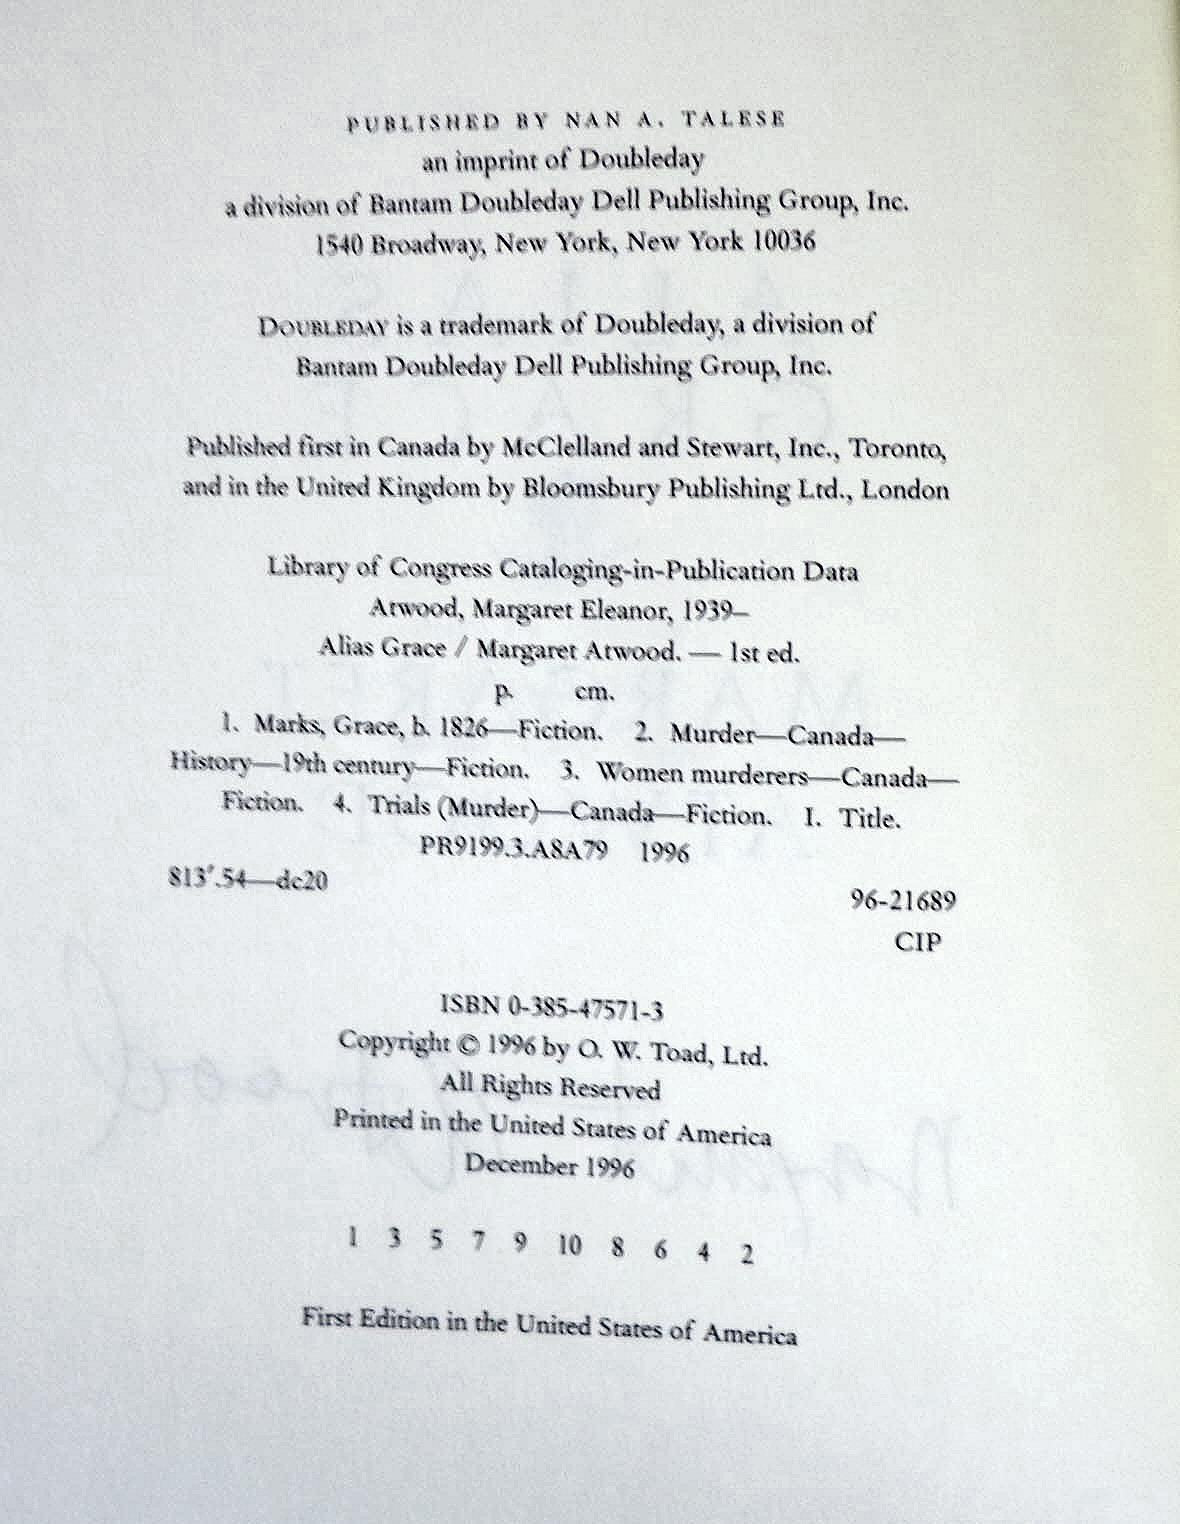 PUBLISHED BY NAN A. TALESE
an imprint of Doubleday
a division of Bantam Doubleday Dell Publishing Group, Inc.
1540 Broadway, New York, New York 10036
DOUBLEDAY is a trademark of Doubleday, a division of
Bantam Doubleday Dell Publishing Group, Inc.
Published first in Canada by McClelland and Stewart, Inc., Toronto,
and in the United Kingdom by Bloomsbury Publishing Ltd., London
Library of Congress Cataloging-in-Publication Data
Atwood, Margaret Eleanor, 1939–
Alias Grace / Margaret Atwood. — 1st ed.
p. cm.
1. Marks, Grace, b. 1826—Fiction. 2. Murder—Canada—
History—19th century—Fiction. 3. Women murderers—Canada—
Fiction. 4. Trials (Murder)—Canada—Fiction. I. Title.
PR9199.3.A8A79 1996
813'.54—dc20
96-21689
CIP
ISBN 0-385-47571-3
Copyright © 1996 by O. W. Toad, Ltd.
All Rights Reserved
Printed in the United States of America
December 1996
1 3 5 7 9 10 8 6 4 2
First Edition in the United States of America